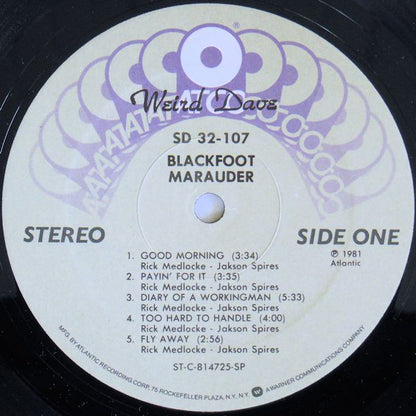 Weird Dave
ATATATATATATCOOOOOO
SD 32-107
BLACKFOOT
MARAUDER
STEREO
SIDE ONE
℗ 1981
Atlantic
1. GOOD MORNING (3:34)
Rick Medlocke - Jakson Spires
2. PAYIN' FOR IT (3:35)
Rick Medlocke - Jakson Spires
3. DIARY OF A WORKINGMAN (5:33)
Rick Medlocke - Jakson Spires
4. TOO HARD TO HANDLE (4:00)
Rick Medlocke - Jakson Spires
5. FLY AWAY (2:56)
Rick Medlocke - Jakson Spires
ST-C-814725-SP
MFG. BY ATLANTIC RECORDING CORP., 75 ROCKEFELLER PLAZA, N.Y., N.Y. A WARNER COMMUNICATIONS COMPANY